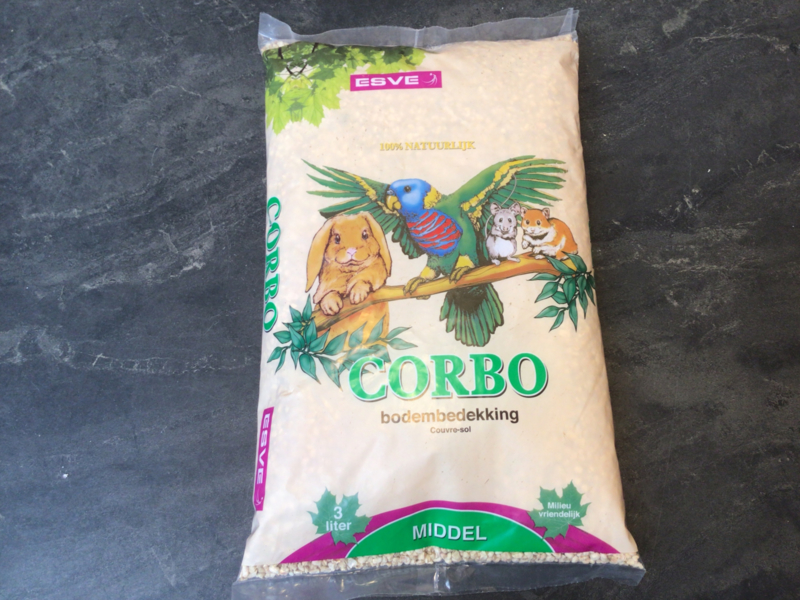 ESVE
100% NATUURLIJK
CORBO
CORBO
bodembedekking
Couvre-sol
ESVE
3
liter
MIDDEL
Milieu
vriendelijk